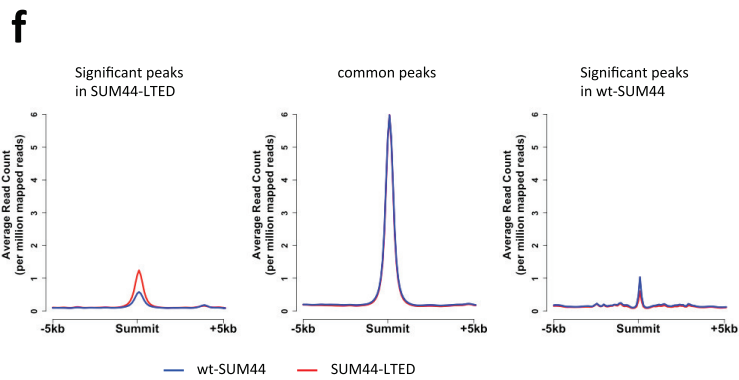 f
Significant peaks
in SUM44-LTED
common peaks
Significant peaks
in wt-SUM44
Average Read Count
(per million mapped reads)
6
5
4
3
2
1
0
-5kb
Summit
+5kb
Average Read Count
(per million mapped reads)
6
5
4
3
2
1
0
-5kb
Summit
+5kb
Average Read Count
(per million mapped reads)
6
5
4
3
2
1
0
-5kb
Summit
+5kb
wt-SUM44
SUM44-LTED